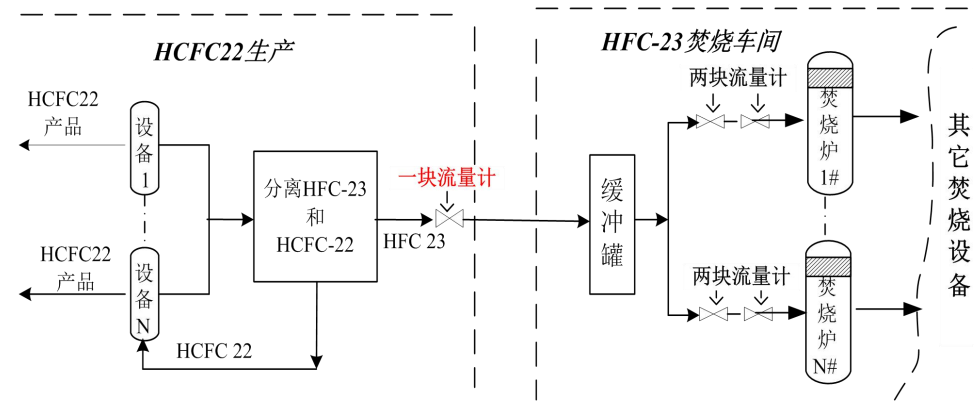 HCFC22生产
HFC-23焚烧车间
HCFC22
产品
设备1
分离HFC-23
和
HCFC-22
一块流量计
HFC 23
HCFC22
产品
设备N
HCFC 22
缓冲罐
两块流量计
焚烧炉1#
两块流量计
焚烧炉N#
其它焚烧设备